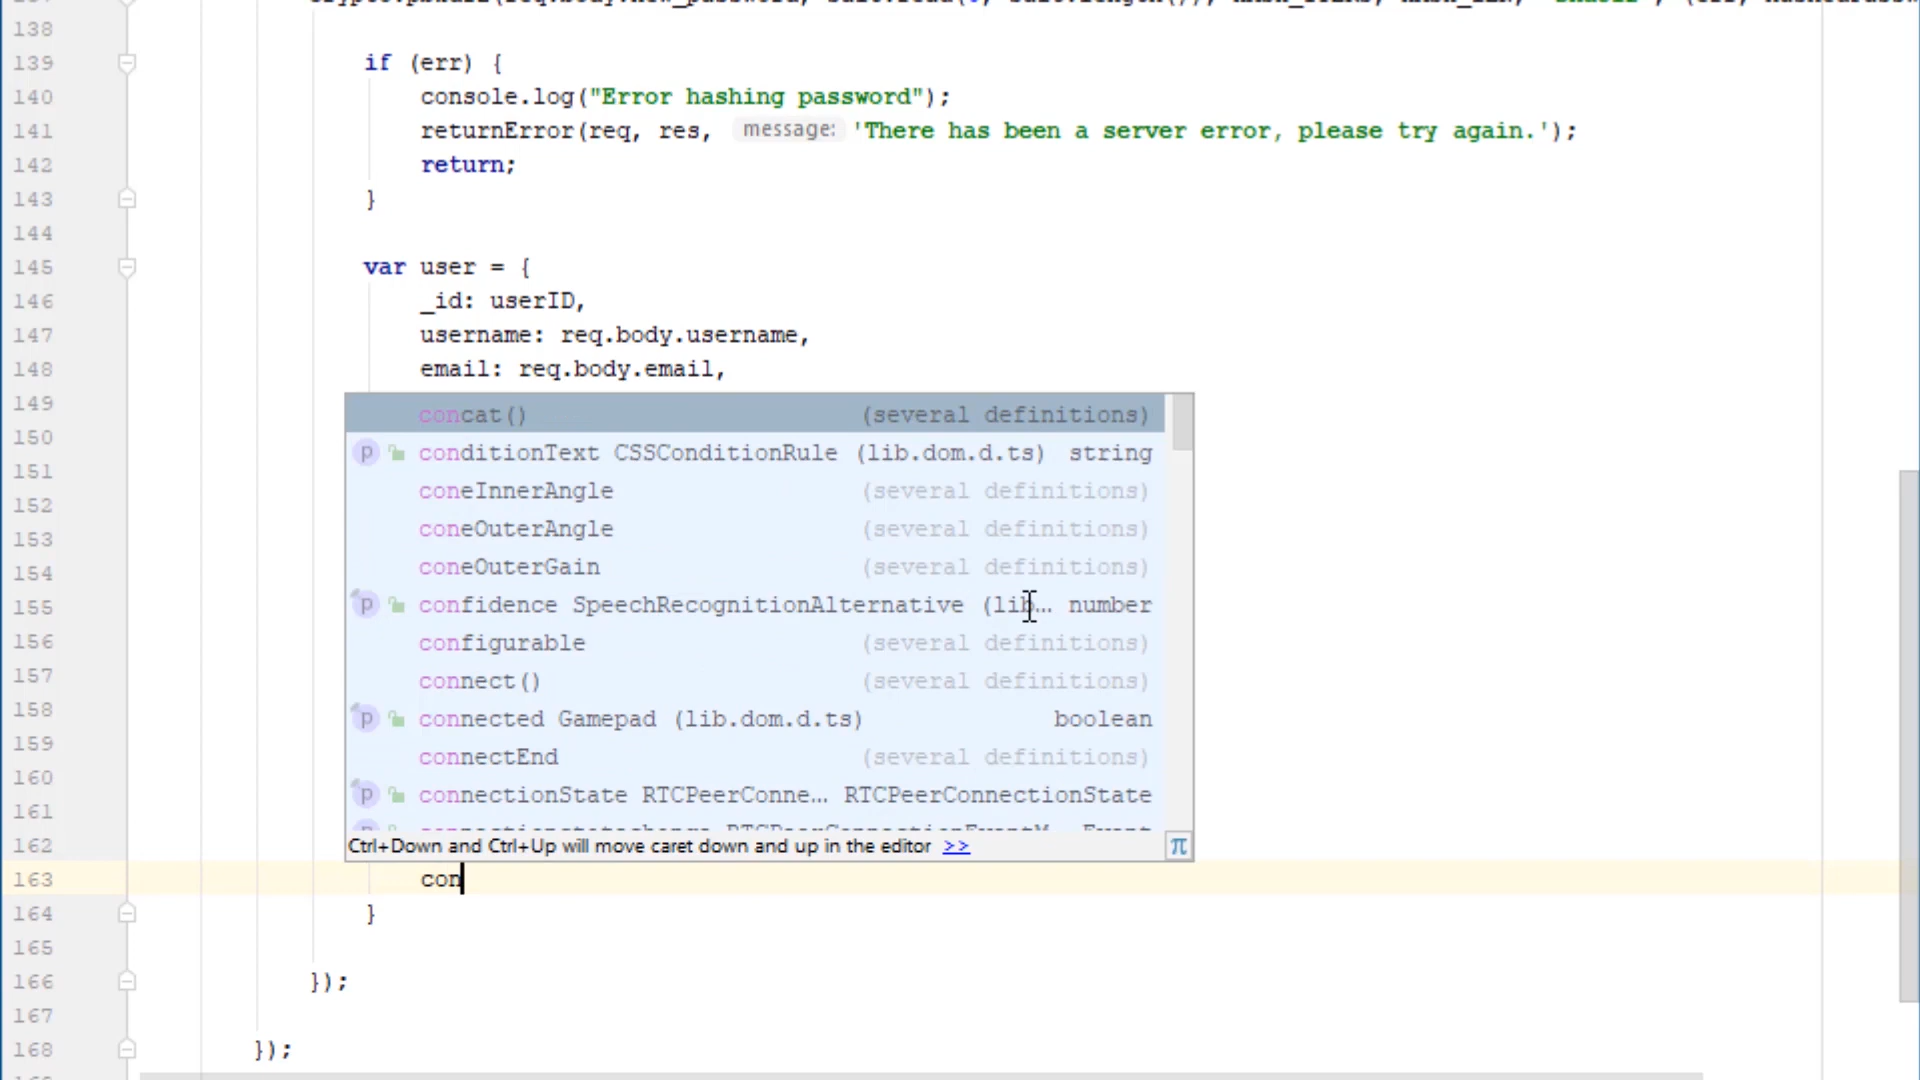 138
139 if (err) {
140 console.log("Error hashing password");
141 returnError(req, res, message: 'There has been a server error, please try again.');
142 return;
143 }
144
145 var user = {
146 _id: userID,
147 username: req.body.username,
148 email: req.body.email,
149 concat() (several definitions)
150 conditionText CSSConditionRule (lib.dom.d.ts) string
151 coneInnerAngle (several definitions)
152
153 coneOuterAngle (several definitions)
154 coneOuterGain (several definitions)
155 confidence SpeechRecognitionAlternative (lib... number
156 configurable (several definitions)
157 connect() (several definitions)
158 connected Gamepad (lib.dom.d.ts) boolean
159 connectEnd (several definitions)
160
161 connectionState RTCPeerConne... RTCPeerConnectionState
162 Ctrl+Down and Ctrl+Up will move caret down and up in the editor >> π
163 con
164 }
165
166 });
167
168 });